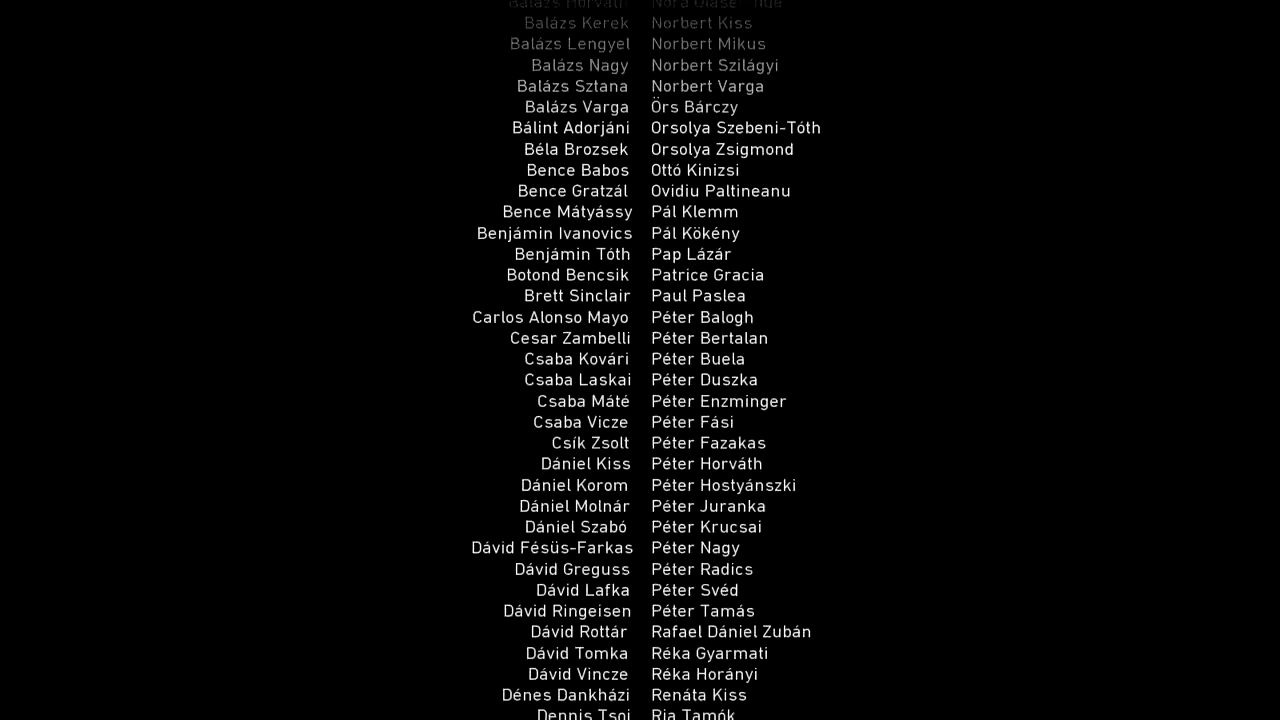 Balázs Horváth Nóra
Balázs Kerek Norbert Kiss
Balázs Lengyel Norbert Mikus
Balázs Nagy Norbert Szilágyi
Balázs Sztana Norbert Varga
Balázs Varga Örs Bárczy
Bálint Adorjáni Orsolya Szebeni-Tóth
Béla Brozsek Orsolya Zsigmond
Bence Babos Ottó Kinizsi
Bence Gratzál Ovidiu Paltineanu
Bence Mátyássy Pál Klemm
Benjámin Ivanovics Pál Kökény
Benjámin Tóth Pap Lázár
Botond Bencsik Patrice Gracia
Brett Sinclair Paul Paslea
Carlos Alonso Mayo Péter Balogh
Cesar Zambelli Péter Bertalan
Csaba Kovári Péter Buela
Csaba Laskai Péter Duszka
Csaba Máté Péter Enzminger
Csaba Vicze Péter Fási
Csík Zsolt Péter Fazakas
Dániel Kiss Péter Horváth
Dániel Korom Péter Hostyánszki
Dániel Molnár Péter Juranka
Dániel Szabó Péter Krucsai
Dávid Fésüs-Farkas Péter Nagy
Dávid Greguss Péter Radics
Dávid Lafka Péter Svéd
Dávid Ringeisen Péter Tamás
Dávid Rottár Rafael Dániel Zubán
Dávid Tomka Réka Gyarmati
Dávid Vincze Réka Horányi
Dénes Dankházi Renáta Kiss
Dennis Tsoi Ria Tamók